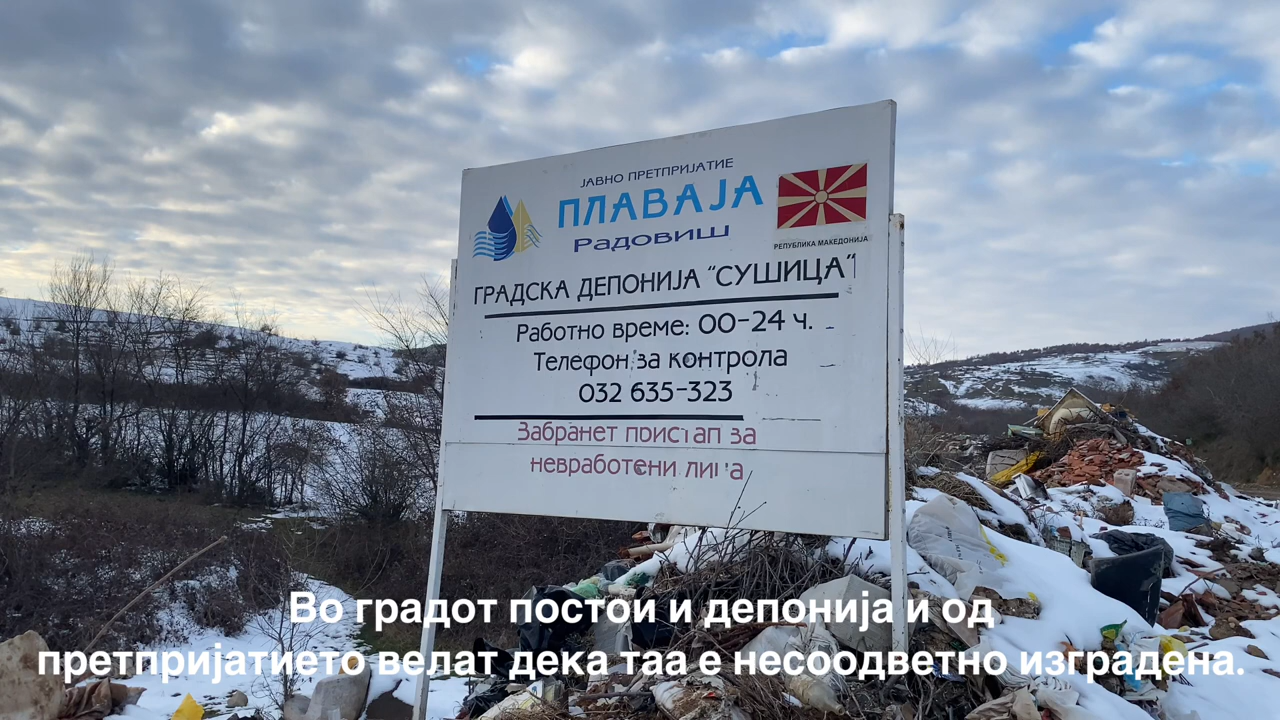 ЈАВНО ПРЕТПРИЈАТИЕ
ПЛАВАЈА
РАДОВИШ
РЕПУБЛИКА МАКЕДОНИЈА
ГРАДСКА ДЕПОНИЈА "СУШИЦА"
Работно време: 00-24 ч.
Телефон за контрола
032 635-323
Забранет пристап за
невработени лица
Во градот постои и депонија и од
претпријатието велат дека таа е несоодветно изградена.